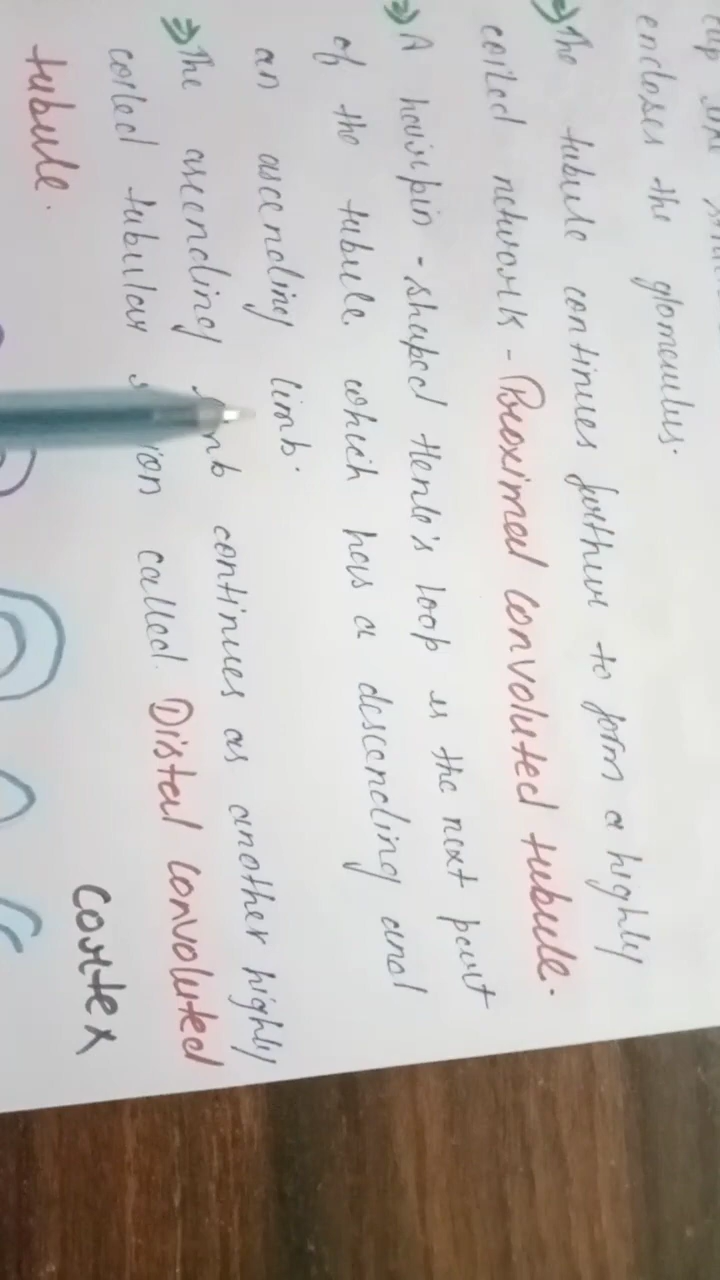 encloses the glomerulus.
⇒ The tubule continues further to form a highly
coiled network - Proximal convoluted tubule.
⇒ A hairpin-shaped Henle's loop is the next part
of the tubule which has a descending and
an ascending limb.
⇒ The ascending continues as another highly
coiled tubular called Distal convoluted
tubule.
cortex